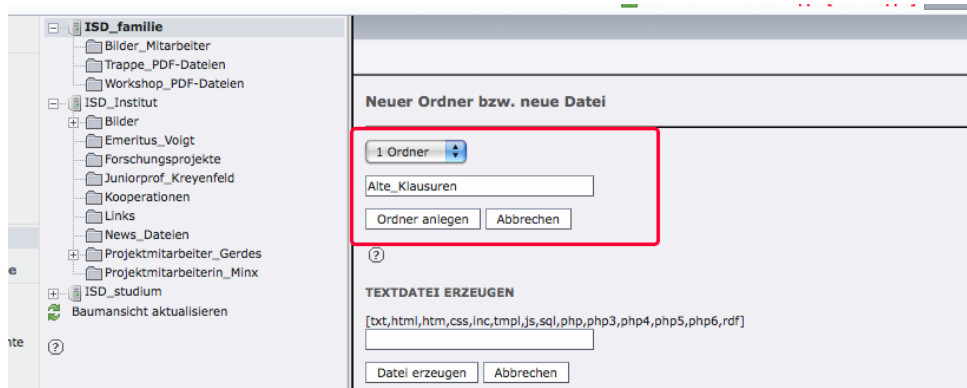 ISD_familie
Bilder_Mitarbeiter
Trappe_PDF-Dateien
Workshop_PDF-Dateien
ISD_Institut
Bilder
Emeritus_Voigt
Forschungsprojekte
Juniorprof_Kreyenfeld
Kooperationen
Links
News_Dateien
Projektmitarbeiter_Gerdes
Projektmitarbeiterin_Minx
ISD_studium
Baumansicht aktualisieren
?
Neuer Ordner bzw. neue Datei
1 Ordner
Alte_Klausuren
Ordner anlegen Abbrechen
?
TEXTDATEI ERZEUGEN
[txt,html,htm,css,inc,tmpl,js,sql,php,php3,php4,php5,php6,rdf]
Datei erzeugen Abbrechen